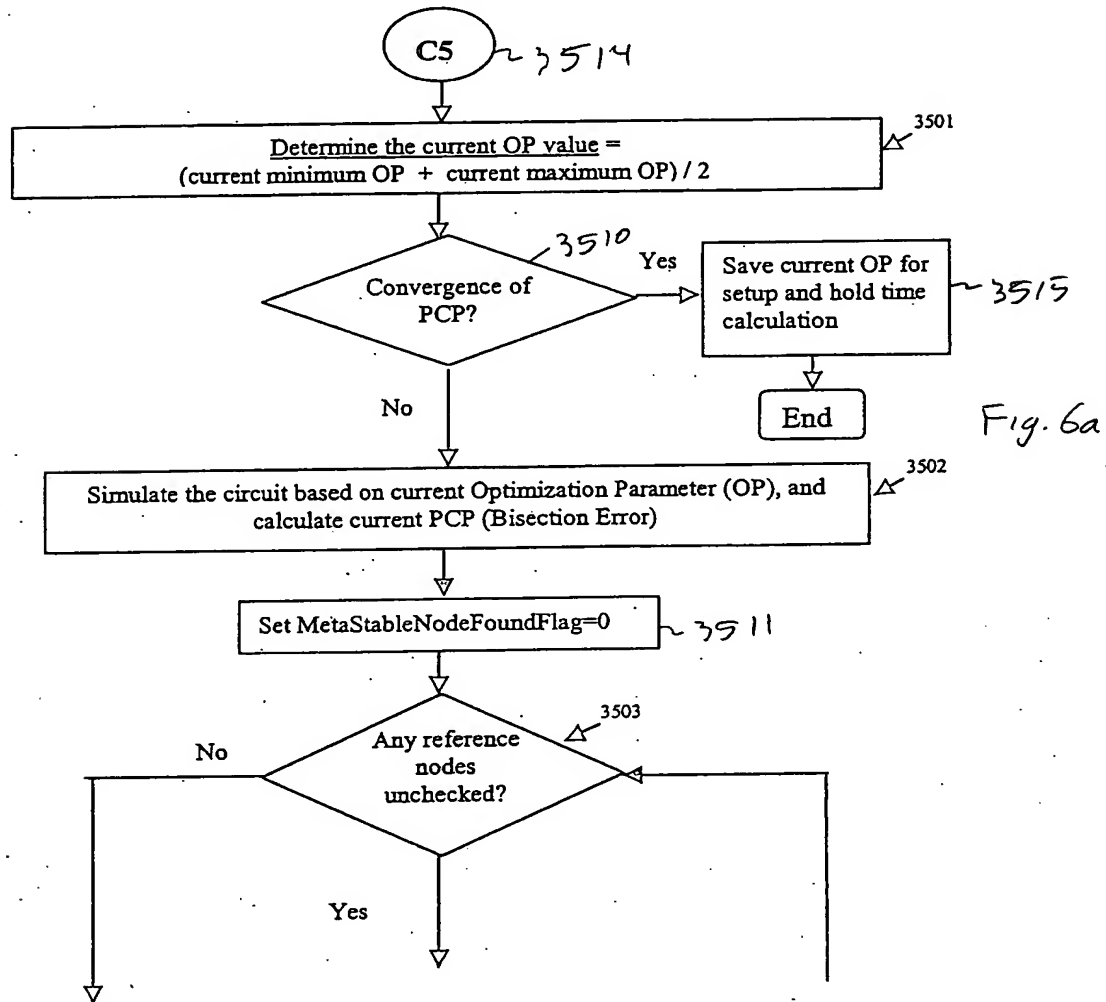 C5
3514
3501
Determine the current OP value =
(current minimum OP + current maximum OP) / 2
3510
Convergence of
PCP?
Yes
Save current OP for
setup and hold time
calculation
3515
No
End
Fig. 6a
3502
Simulate the circuit based on current Optimization Parameter (OP), and
calculate current PCP (Bisection Error)
Set MetaStableNodeFoundFlag=0
3511
3503
Any reference
nodes
unchecked?
No
Yes